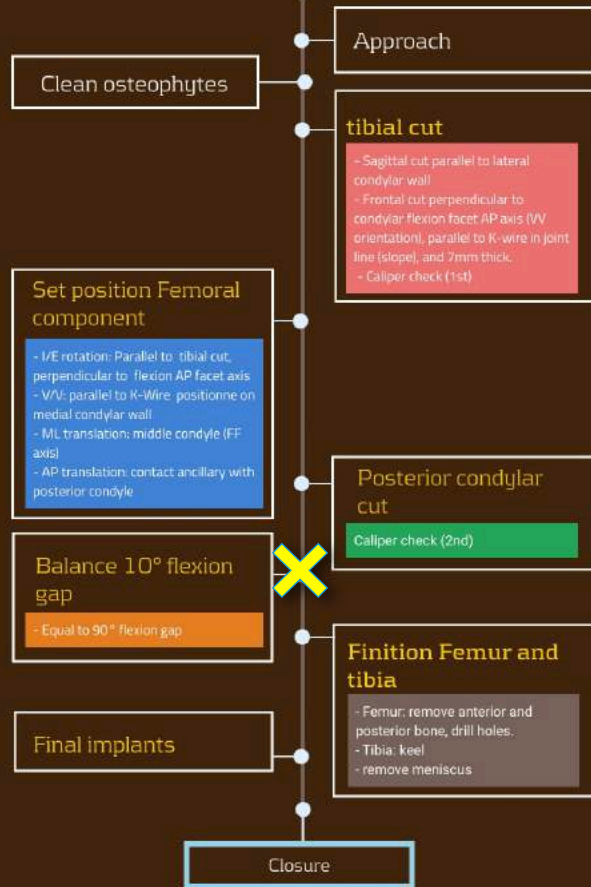 Approach
Clean osteophytes
tibial cut
- Sagittal cut parallel to lateral
condylar wall
- Frontal cut perpendicular to
condylar flexion facet AP axis (VV
orientation), parallel to K-wire in joint
line (slope), and 7mm thick.
- Caliper check (1st)
Set position Femoral
component
- I/E rotation: Parallel to tibial cut,
perpendicular to flexion AP facet axis
- V/V: parallel to K-Wire positionne on
medial condylar wall
- ML translation: middle condyle (FF
axis)
- AP translation: contact ancillary with
posterior condyle
Posterior condylar
cut
Caliper check (2nd)
Balance 10° flexion
gap
- Equal to 90° flexion gap
Finition Femur and
tibia
- Femur: remove anterior and
posterior bone, drill holes.
- Tibia: keel
- remove meniscus
Final implants
Closure